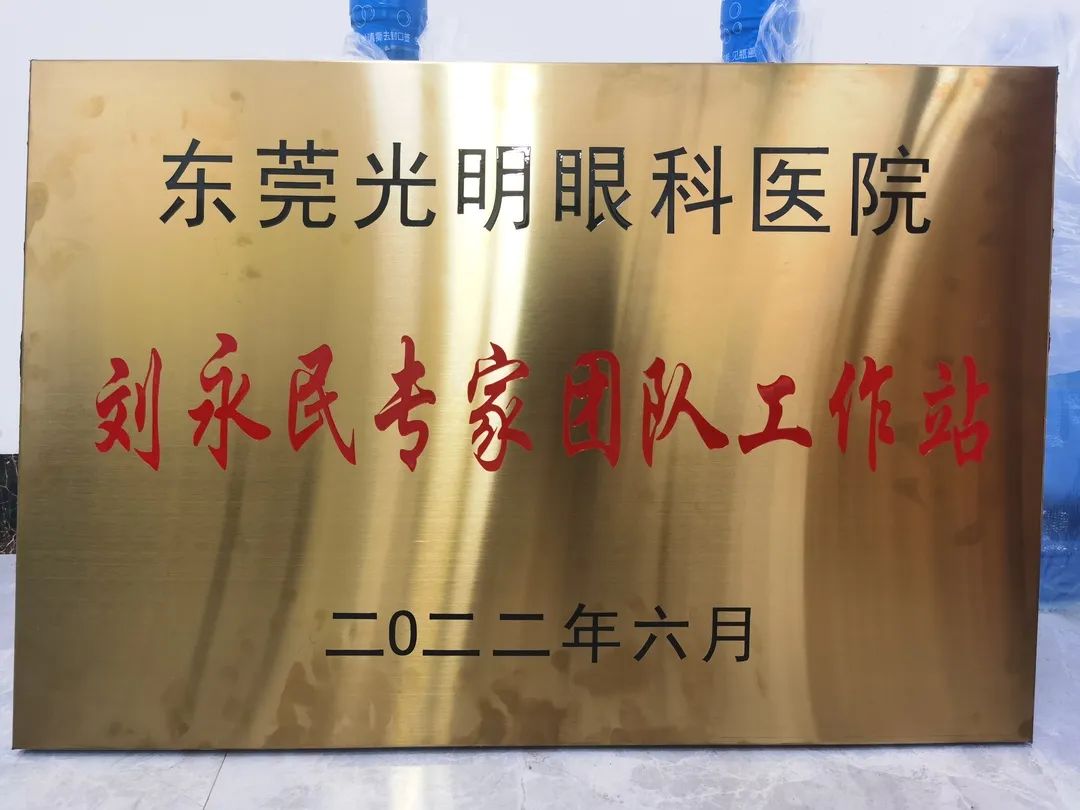 东莞光明眼科医院
刘永民专家团队工作站
二0二二年六月